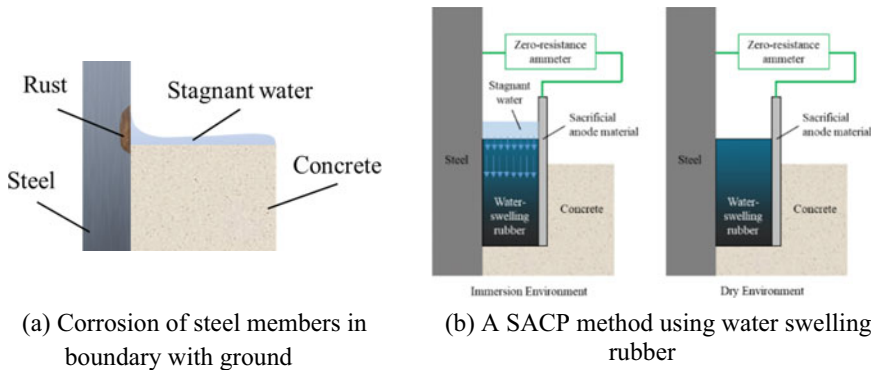 Rust
Stagnant water
Steel
Concrete
(a) Corrosion of steel members in
boundary with ground
Zero-resistance
ammeter
Stagnant
water
Sacrificial
anode material
Steel
Water-
swelling
rubber
Concrete
Immersion Environment
Zero-resistance
ammeter
Sacrificial
anode material
Steel
Water-
swelling
rubber
Concrete
Dry Environment
(b) A SACP method using water swelling
rubber